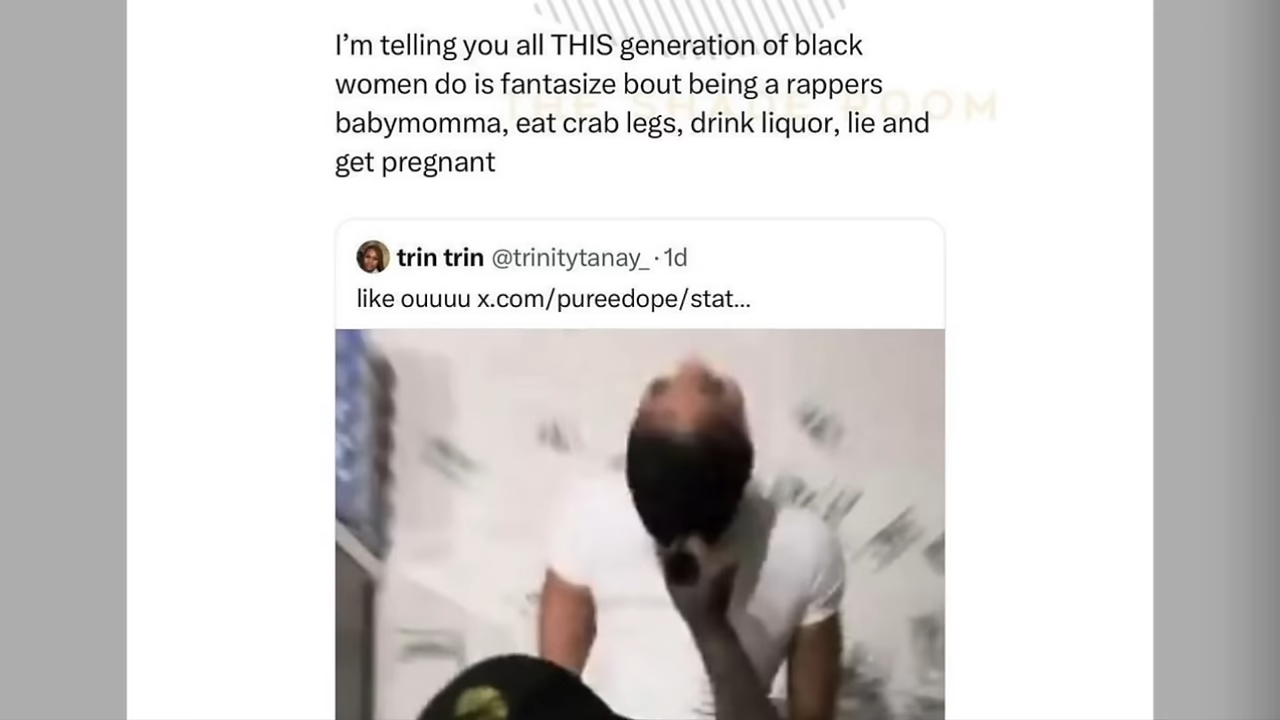 I’m telling you all THIS generation of black
women do is fantasize bout being a rappers
babymomma, eat crab legs, drink liquor, lie and
get pregnant
THE SHADE ROOM
trin trin @trinitytanay_ · 1d
like ouuuu x.com/pureedope/stat...